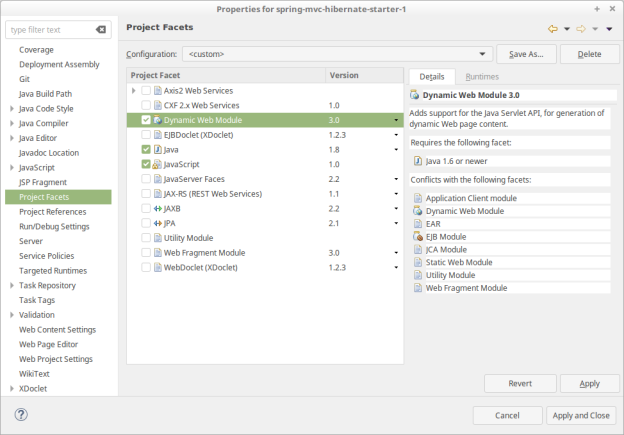 Properties for spring-mvc-hibernate-starter-1
type filter text
Coverage
Deployment Assembly
Git
Java Build Path
Java Code Style
Java Compiler
Java Editor
Javadoc Location
JavaScript
JSP Fragment
Project Facets
Project References
Run/Debug Settings
Server
Service Policies
Targeted Runtimes
Task Repository
Task Tags
Validation
Web Content Settings
Web Page Editor
Web Project Settings
WikiText
XDoclet
Project Facets
Configuration: <custom> Save As... Delete
Project Facet Version
Axis2 Web Services
CXF 2.x Web Services 1.0
Dynamic Web Module 3.0
EJBDoclet (XDoclet) 1.2.3
Java 1.8
JavaScript 1.0
JavaServer Faces 2.2
JAX-RS (REST Web Services) 1.1
JAXB 2.2
JPA 2.1
Utility Module
Web Fragment Module 3.0
WebDoclet (XDoclet) 1.2.3
Details Runtimes
Dynamic Web Module 3.0
Adds support for the Java Servlet API, for generation of
dynamic Web page content.
Requires the following facet:
Java 1.6 or newer
Conflicts with the following facets:
Application Client module
Dynamic Web Module
EAR
EJB Module
JCA Module
Static Web Module
Utility Module
Web Fragment Module
Revert Apply
? Cancel Apply and Close